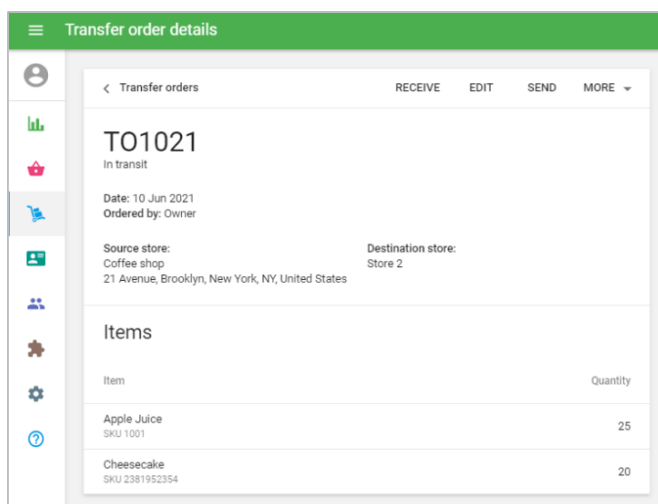 Transfer order details
Transfer orders
RECEIVE EDIT SEND MORE
TO1021
In transit
Date: 10 Jun 2021
Ordered by: Owner
Source store:
Coffee shop
21 Avenue, Brooklyn, New York, NY, United States
Destination store:
Store 2
Items
Item Quantity
Apple Juice 25
SKU 1001
Cheesecake 20
SKU 2381952354